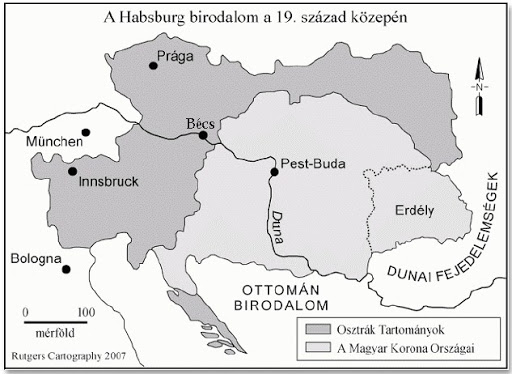 A Habsburg birodalom a 19. század közepén
Prága
N
Bécs
München
Pest-Buda
Innsbruck
Erdély
Duna
DUNAI FEJEDELEMSÉGEK
Bologna
OTTOMÁN
BIRODALOM
0 100
mérföld
Osztrák Tartományok
A Magyar Korona Országai
Rutgers Cartography 2007